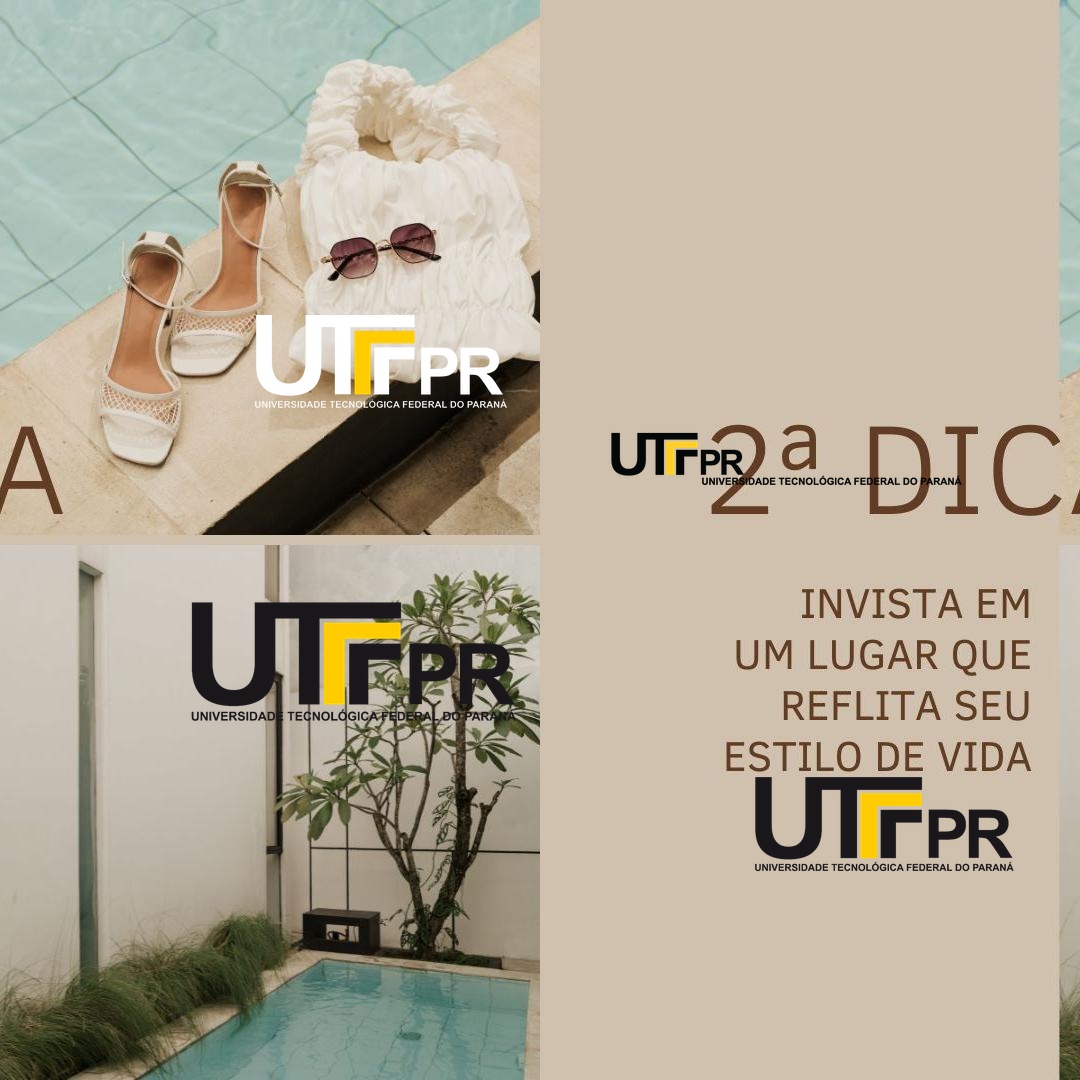 UTFPR
UNIVERSIDADE TECNOLÓGICA FEDERAL DO PARANÁ
A
UTFPR
UNIVERSIDADE TECNOLÓGICA FEDERAL DO PARANÁ
2ª DICA
UTFPR
UNIVERSIDADE TECNOLÓGICA FEDERAL DO PARANÁ
INVISTA EM
UM LUGAR QUE
REFLITA SEU
ESTILO DE VIDA
UTFPR
UNIVERSIDADE TECNOLÓGICA FEDERAL DO PARANÁ